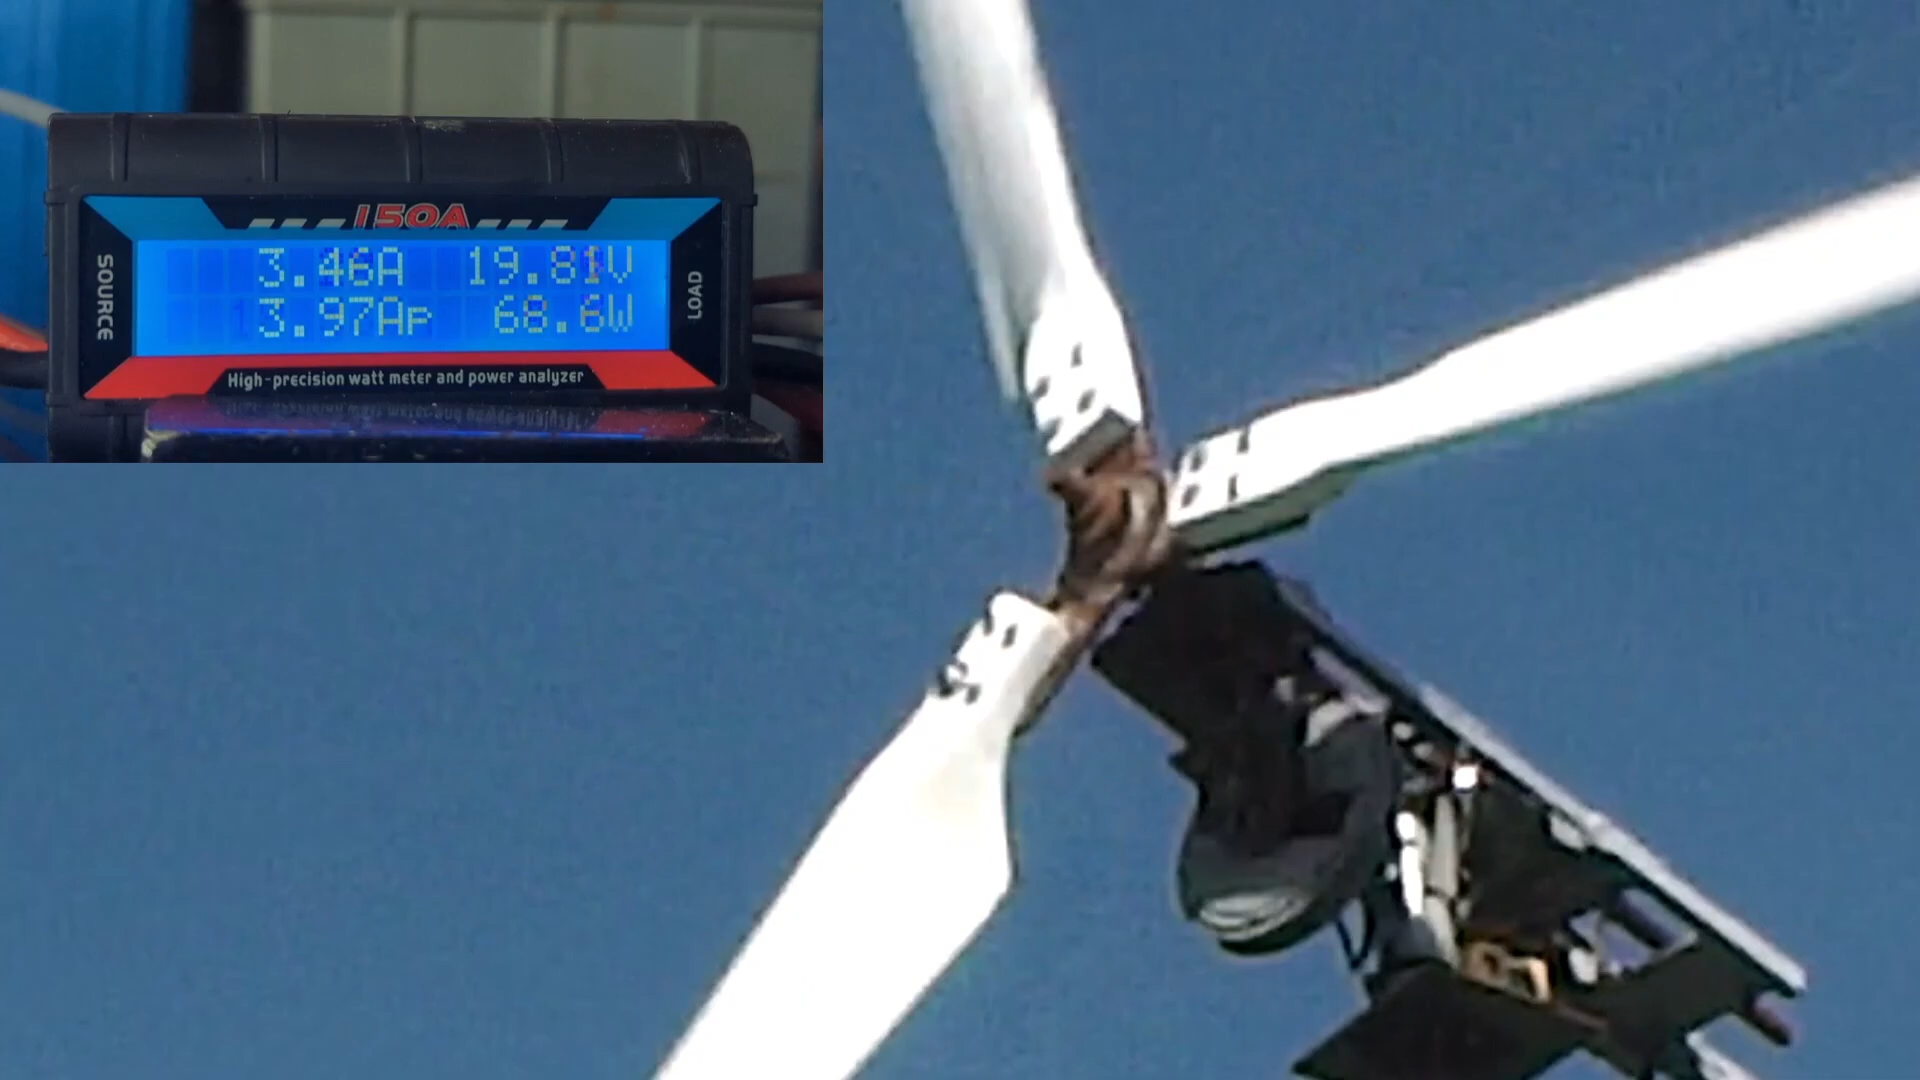 150A
SOURCE
3.46A 19.81V
3.97Ap 68.6W
LOAD
High-precision watt meter and power analyzer